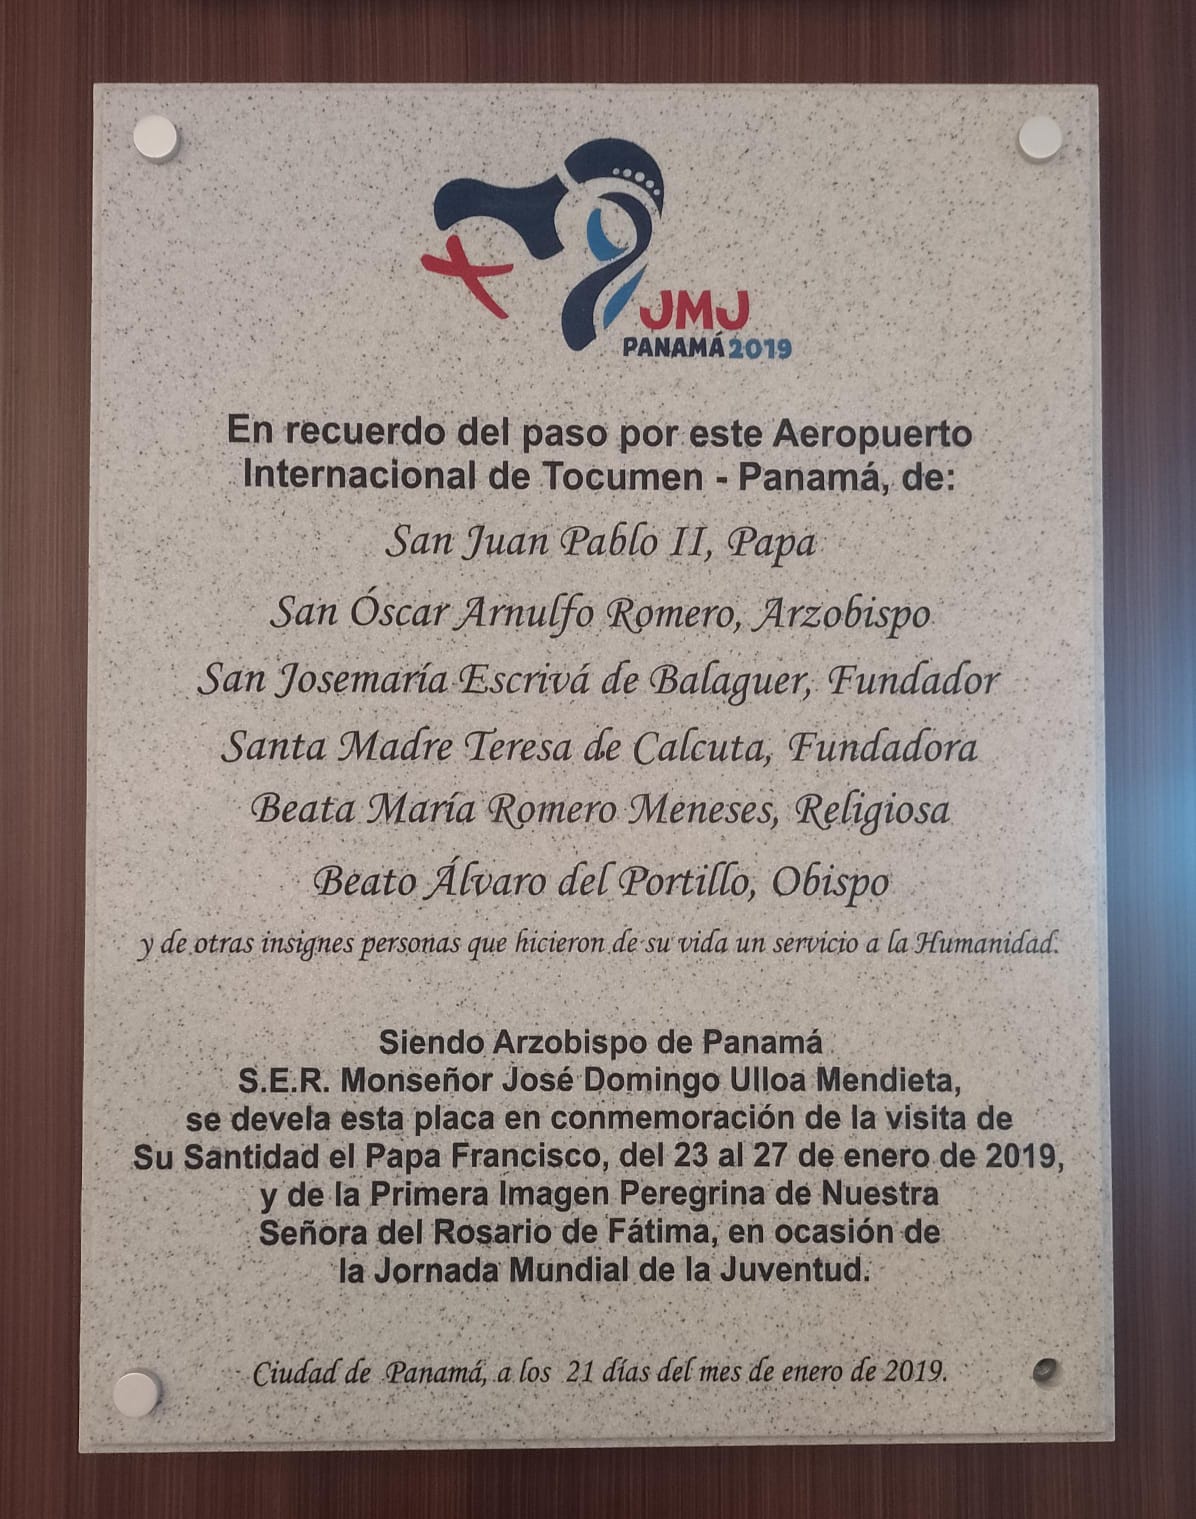 JMJ
PANAMÁ 2019
En recuerdo del paso por este Aeropuerto
Internacional de Tocumen - Panamá, de:
San Juan Pablo II, Papa
San Óscar Arnulfo Romero, Arzobispo
San Josemaría Escrivá de Balaguer, Fundador
Santa Madre Teresa de Calcuta, Fundadora
Beata María Romero Meneses, Religiosa
Beato Álvaro del Portillo, Obispo
y de otras insignes personas que hicieron de su vida un servicio a la Humanidad.
Siendo Arzobispo de Panamá
S.E.R. Monseñor José Domingo Ulloa Mendieta,
se devela esta placa en conmemoración de la visita de
Su Santidad el Papa Francisco, del 23 al 27 de enero de 2019,
y de la Primera Imagen Peregrina de Nuestra
Señora del Rosario de Fátima, en ocasión de
la Jornada Mundial de la Juventud.
Ciudad de Panamá, a los 21 días del mes de enero de 2019.